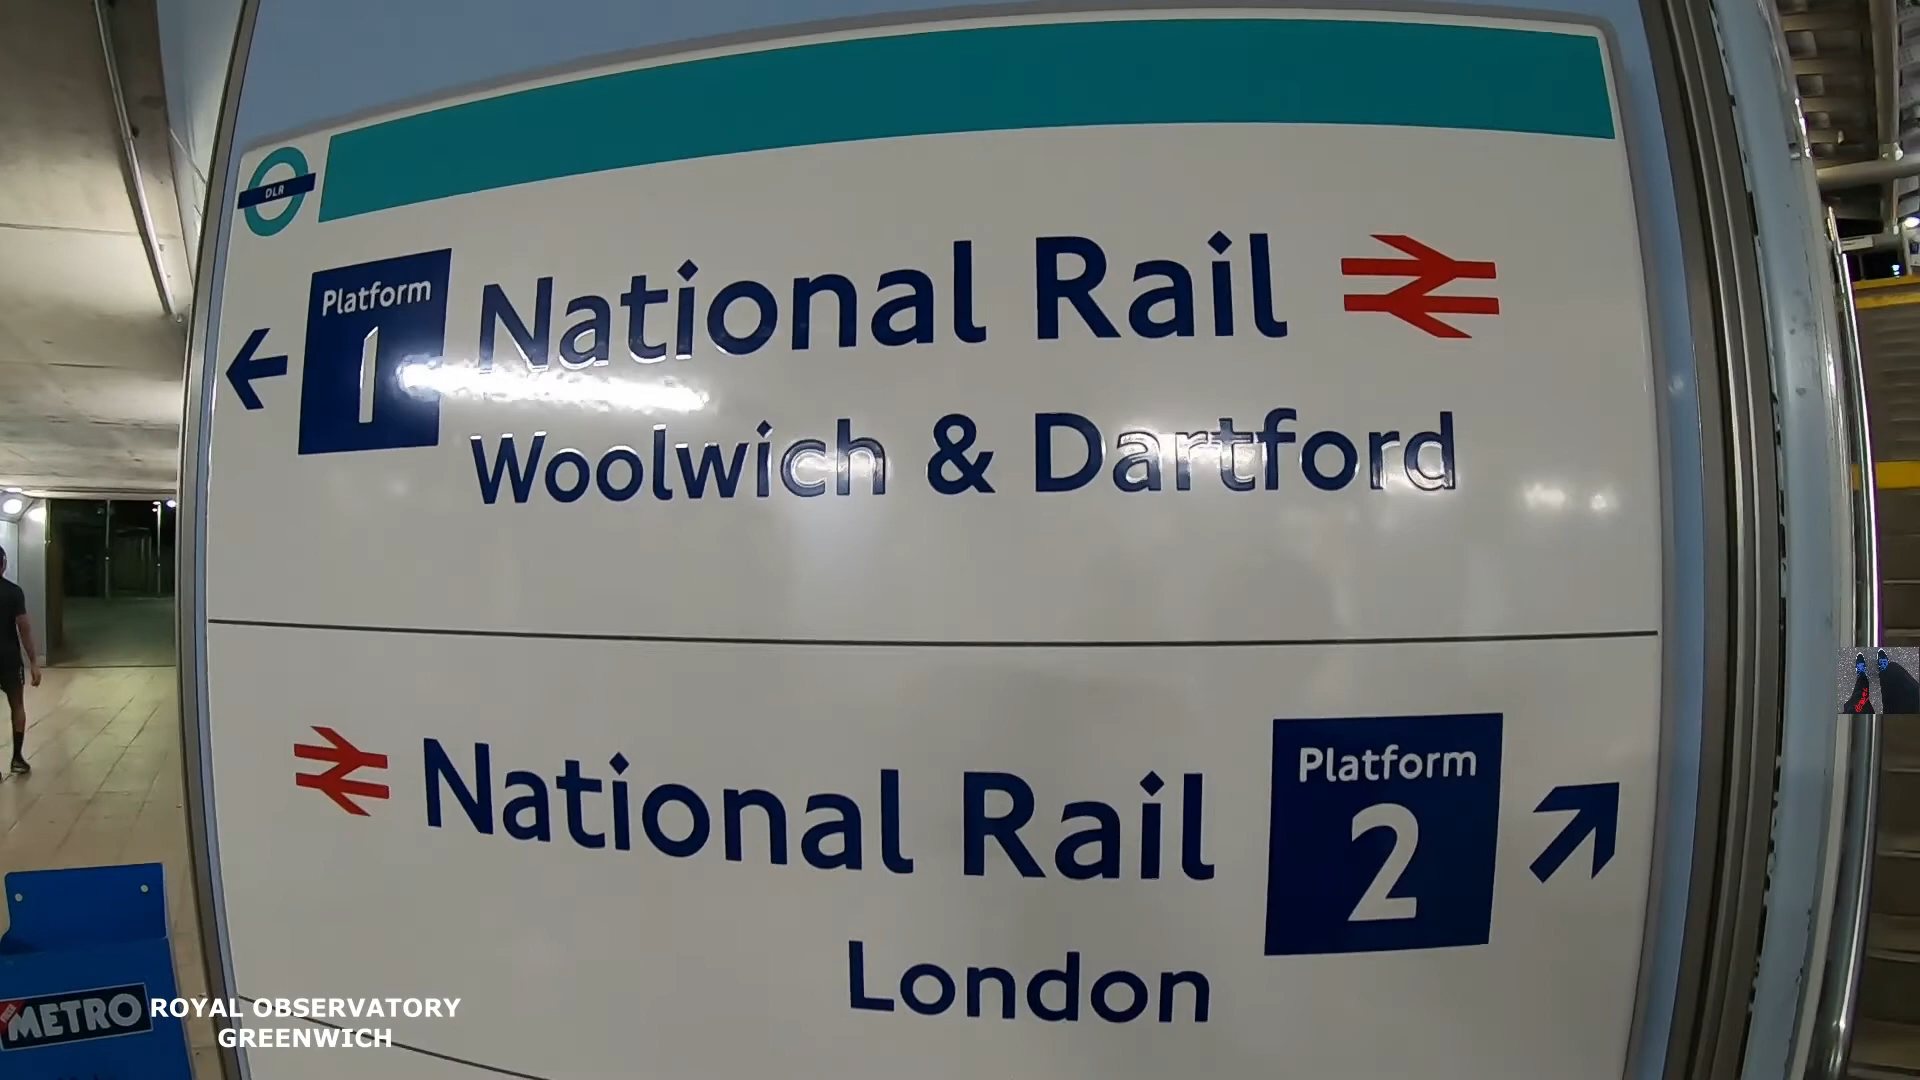 DLR
Platform
1
National Rail
Woolwich & Dartford
National Rail
Platform
2
London
METRO
ROYAL OBSERVATORY
GREENWICH